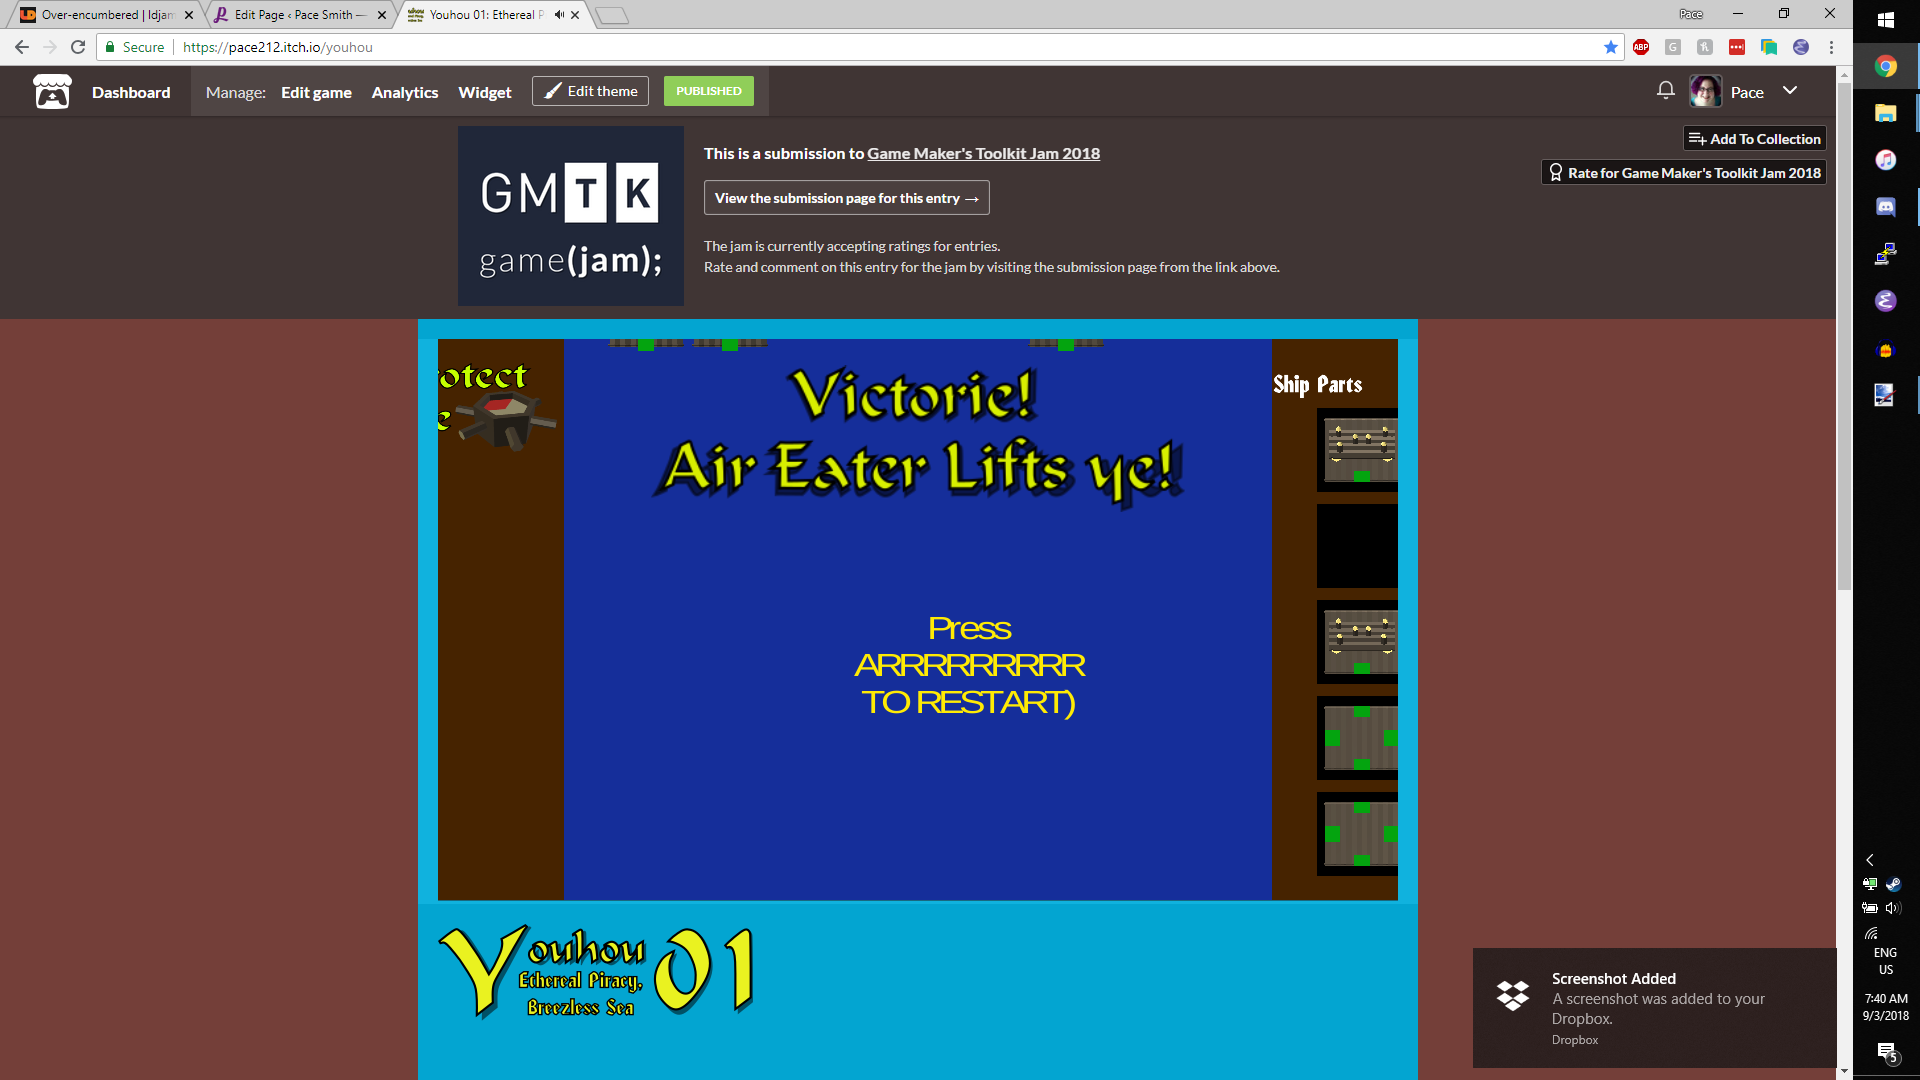 Over-encumbered | ldjam
Edit Page ‹ Pace Smith —
Youhou 01: Ethereal P
Pace
Secure
https://pace212.itch.io/youhou
ABP
Dashboard
Manage:
Edit game
Analytics
Widget
Edit theme
PUBLISHED
Pace
GMTK
game(jam);
This is a submission to Game Maker's Toolkit Jam 2018
View the submission page for this entry →
The jam is currently accepting ratings for entries.
Rate and comment on this entry for the jam by visiting the submission page from the link above.
Add To Collection
Rate for Game Maker's Toolkit Jam 2018
otect
e
Victorie!
Air Eater Lifts ye!
Press
ARRRRRRRRR
TO RESTART)
Ship Parts
Youhou 01
Ethereal Piracy,
Breezless Sea
Screenshot Added
A screenshot was added to your
Dropbox.
Dropbox
ENG
US
7:40 AM
9/3/2018
5